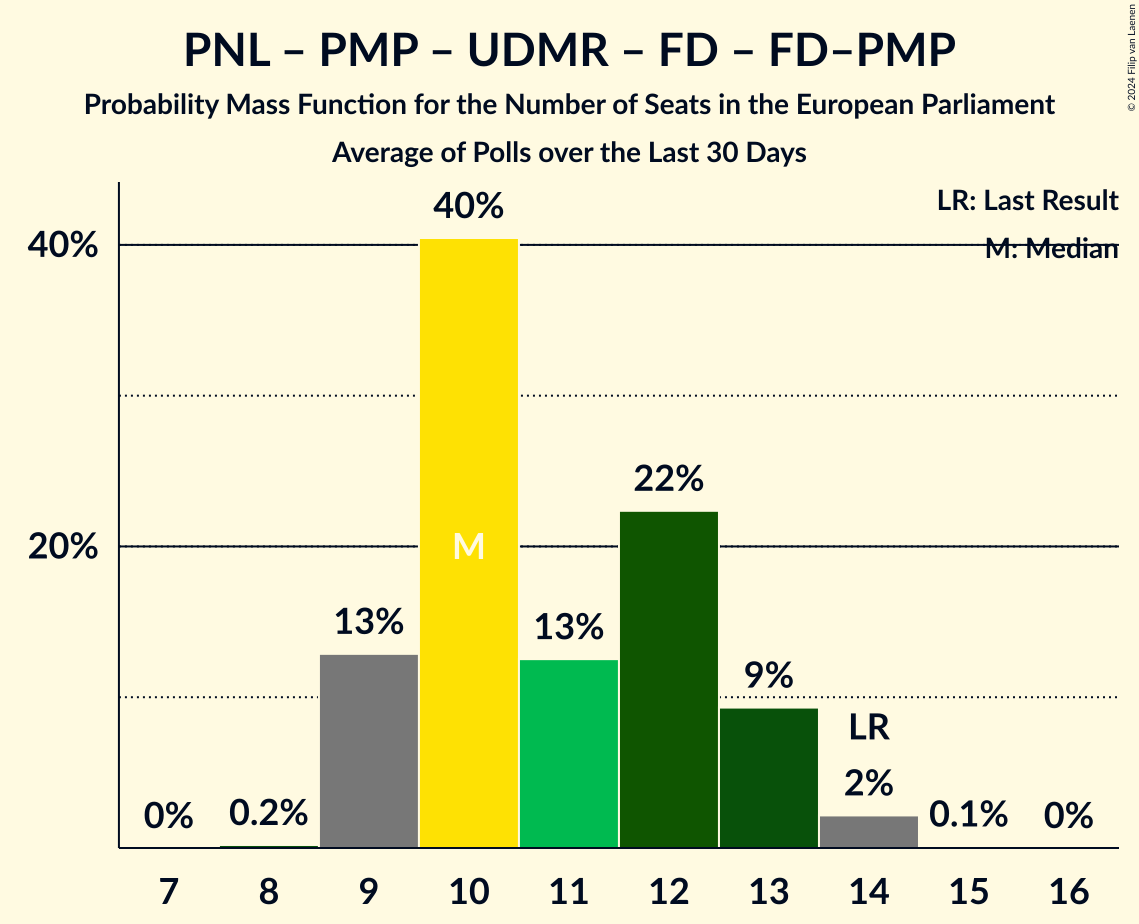 PNL – PMP – UDMR – FD – FD–PMP
Probability Mass Function for the Number of Seats in the European Parliament
Average of Polls over the Last 30 Days
© 2024 Filip van Laenen
LR: Last Result
M: Median
40%
20%
0%
0.2%
13%
40%
M
13%
22%
9%
LR
2%
0.1%
0%
7 8 9 10 11 12 13 14 15 16